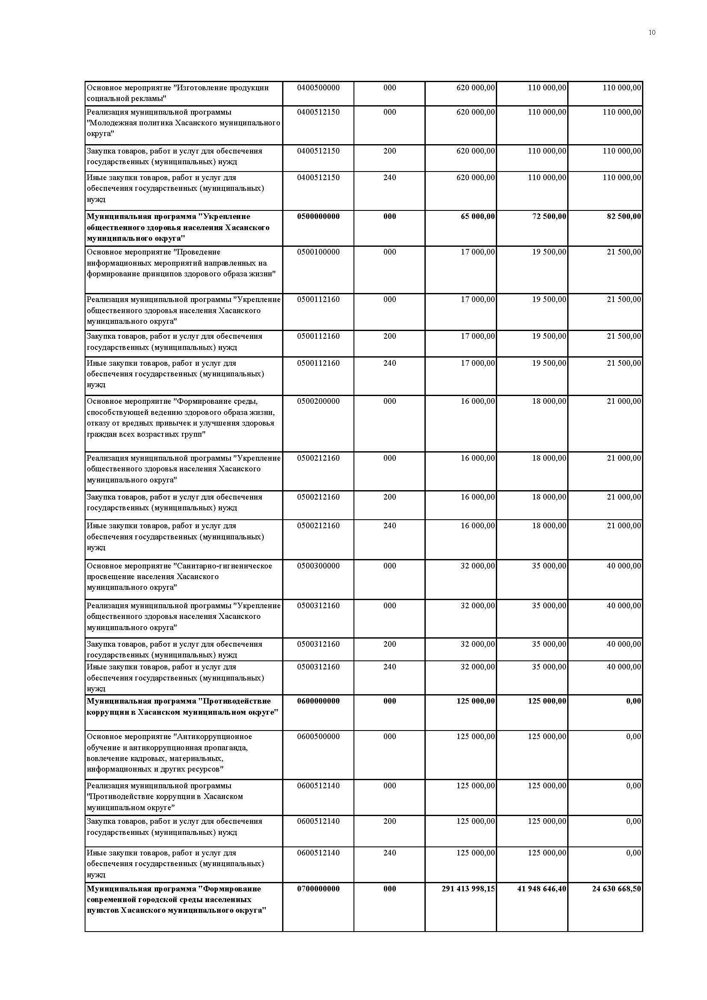 10
Основное мероприятие "Изготовление продукции 0400500000 000 620 000,00 110 000,00 110 000,00
социальной рекламы"
Реализация муниципальной программы 0400512150 000 620 000,00 110 000,00 110 000,00
"Молодежная политика Хасанского муниципального
округа"
Закупка товаров, работ и услуг для обеспечения 0400512150 200 620 000,00 110 000,00 110 000,00
государственных (муниципальных) нужд
Иные закупки товаров, работ и услуг для 0400512150 240 620 000,00 110 000,00 110 000,00
обеспечения государственных (муниципальных)
нужд
Муниципальная программа "Укрепление 0500000000 000 65 000,00 72 500,00 82 500,00
общественного здоровья населения Хасанского
муниципального округа"
Основное мероприятие "Проведение 0500100000 000 17 000,00 19 500,00 21 500,00
информационных мероприятий направленных на
формирование принципов здорового образа жизни"
Реализация муниципальной программы "Укрепление 0500112160 000 17 000,00 19 500,00 21 500,00
общественного здоровья населения Хасанского
муниципального округа"
Закупка товаров, работ и услуг для обеспечения 0500112160 200 17 000,00 19 500,00 21 500,00
государственных (муниципальных) нужд
Иные закупки товаров, работ и услуг для 0500112160 240 17 000,00 19 500,00 21 500,00
обеспечения государственных (муниципальных)
нужд
Основное меропряитие "Формирование среды, 0500200000 000 16 000,00 18 000,00 21 000,00
способствующей ведению здорового образа жизни,
отказу от вредных привычек и улучшения здоровья
граждан всех возрастных групп"
Реализация муниципальной программы "Укрепление 0500212160 000 16 000,00 18 000,00 21 000,00
общественного здоровья населения Хасанского
муниципального округа"
Закупка товаров, работ и услуг для обеспечения 0500212160 200 16 000,00 18 000,00 21 000,00
государственных (муниципальных) нужд
Иные закупки товаров, работ и услуг для 0500212160 240 16 000,00 18 000,00 21 000,00
обеспечения государственных (муниципальных)
нужд
Основное мероприятие "Санитарно-гигиеническое 0500300000 000 32 000,00 35 000,00 40 000,00
просвещение населения Хасанского
муниципального округа"
Реализация муниципальной программы "Укрепление 0500312160 000 32 000,00 35 000,00 40 000,00
общественного здоровья населения Хасанского
муниципального округа"
Закупка товаров, работ и услуг для обеспечения 0500312160 200 32 000,00 35 000,00 40 000,00
государственных (муниципальных) нужд
Иные закупки товаров, работ и услуг для 0500312160 240 32 000,00 35 000,00 40 000,00
обеспечения государственных (муниципальных)
нужд
Муниципальная программа "Противодействие 0600000000 000 125 000,00 125 000,00 0,00
коррупции в Хасанском муниципальном округе"
Основное мероприятие "Антикоррупционное 0600500000 000 125 000,00 125 000,00 0,00
обучение и антикоррупционная пропаганда,
вовлечение кадровых, материальных,
информационных и других ресурсов"
Реализация муниципальной программы 0600512140 000 125 000,00 125 000,00 0,00
"Противодействие коррупции в Хасанском
муниципальном округе"
Закупка товаров, работ и услуг для обеспечения 0600512140 200 125 000,00 125 000,00 0,00
государственных (муниципальных) нужд
Иные закупки товаров, работ и услуг для 0600512140 240 125 000,00 125 000,00 0,00
обеспечения государственных (муниципальных)
нужд
Муниципальная программа "Формирование 0700000000 000 291 413 998,15 41 948 646,40 24 630 668,50
современной городской среды населенных
пунктов Хасанского муниципального округа"